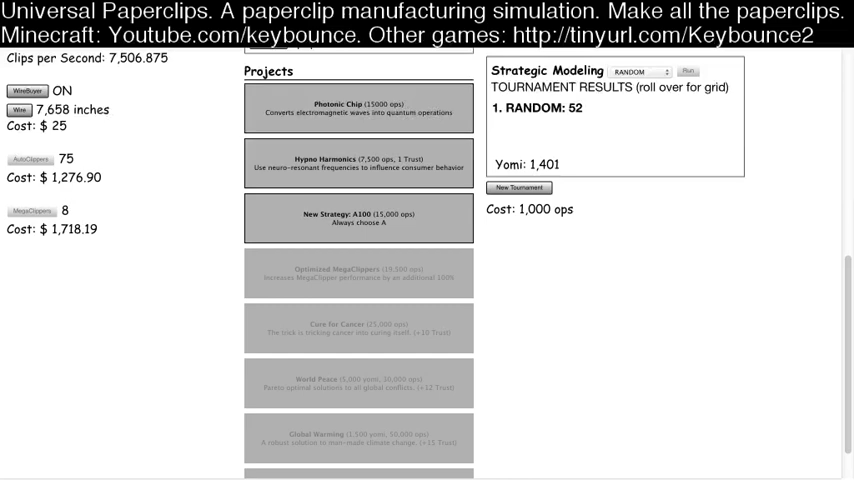 Universal Paperclips. A paperclip manufacturing simulation. Make all the paperclips.
Minecraft: Youtube.com/keybounce. Other games: http://tinyurl.com/Keybounce2
Clips per Second: 7,506.875
WireBuyer ON
Wire 7,658 inches
Cost: $ 25
AutoClippers 75
Cost: $ 1,276.90
MegaClippers 8
Cost: $ 1,718.19
Projects
Photonic Chip (15000 ops)
Converts electromagnetic waves into quantum operations
Hypno Harmonics (7,500 ops, 1 Trust)
Use neuro-resonant frequencies to influence consumer behavior
New Strategy: A100 (15,000 ops)
Always choose A
Optimized MegaClippers (19,500 ops)
Increases MegaClipper performance by an additional 100%
Cure for Cancer (25,000 ops)
The trick is tricking cancer into curing itself. (+10 Trust)
World Peace (5,000 yomi, 30,000 ops)
Pareto optimal solutions to all global conflicts. (+12 Trust)
Global Warming (1,500 yomi, 50,000 ops)
A robust solution to man-made climate change. (+15 Trust)
Strategic Modeling RANDOM Run
TOURNAMENT RESULTS (roll over for grid)
1. RANDOM: 52
Yomi: 1,401
New Tournament
Cost: 1,000 ops